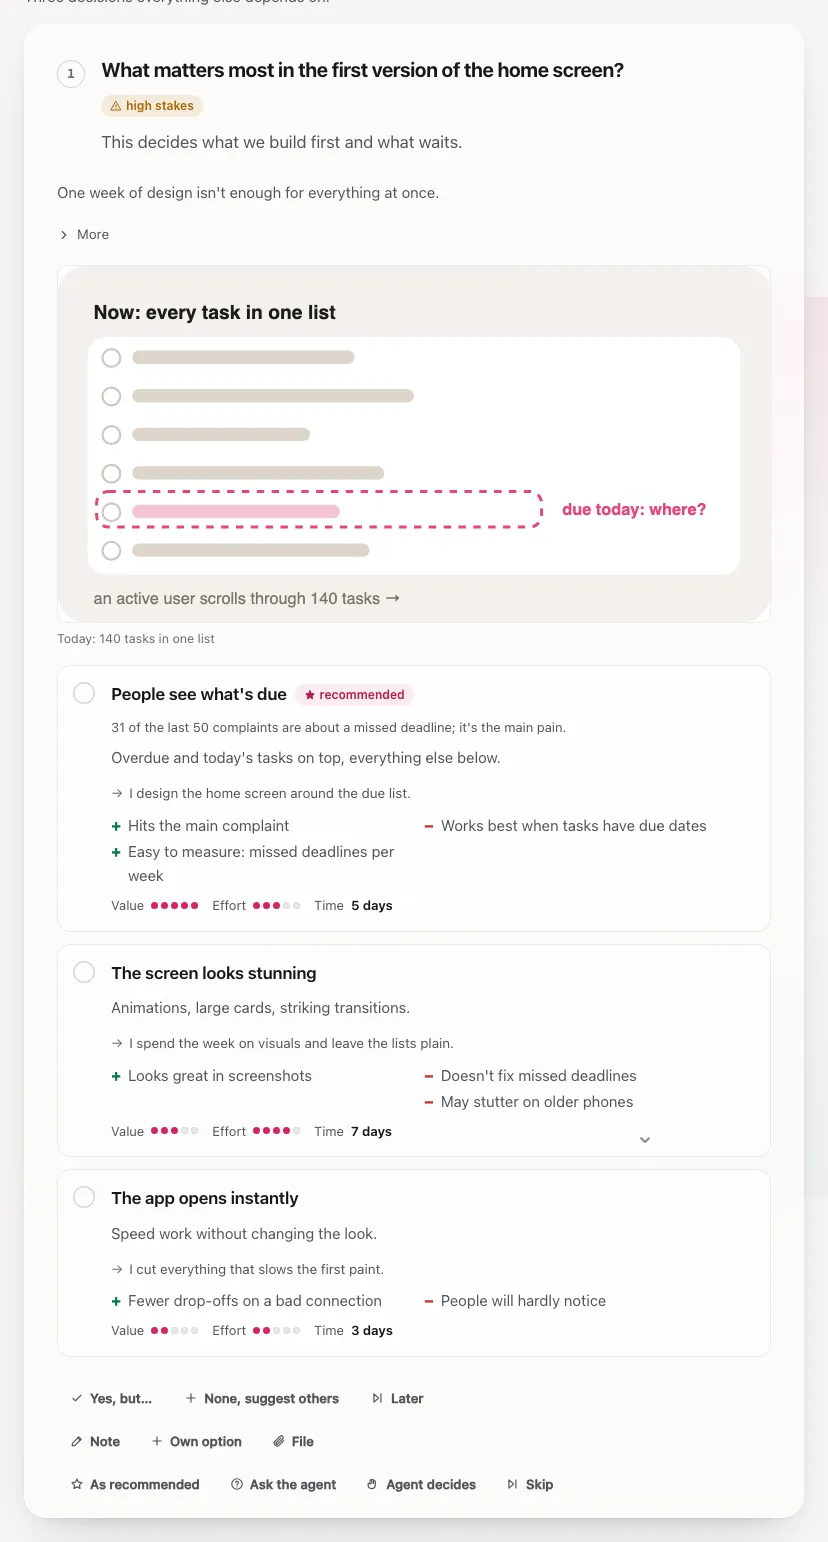 Three decisions everything else depends on.
1
What matters most in the first version of the home screen?
high stakes
This decides what we build first and what waits.
One week of design isn't enough for everything at once.
More
Now: every task in one list
due today: where?
an active user scrolls through 140 tasks →
Today: 140 tasks in one list
People see what's due
recommended
31 of the last 50 complaints are about a missed deadline; it's the main pain.
Overdue and today's tasks on top, everything else below.
→ I design the home screen around the due list.
+ Hits the main complaint
− Works best when tasks have due dates
+ Easy to measure: missed deadlines per
week
Value Effort Time 5 days
The screen looks stunning
Animations, large cards, striking transitions.
→ I spend the week on visuals and leave the lists plain.
+ Looks great in screenshots
− Doesn't fix missed deadlines
− May stutter on older phones
Value Effort Time 7 days
The app opens instantly
Speed work without changing the look.
→ I cut everything that slows the first paint.
+ Fewer drop-offs on a bad connection
− People will hardly notice
Value Effort Time 3 days
Yes, but... + None, suggest others Later
Note + Own option File
As recommended Ask the agent Agent decides Skip